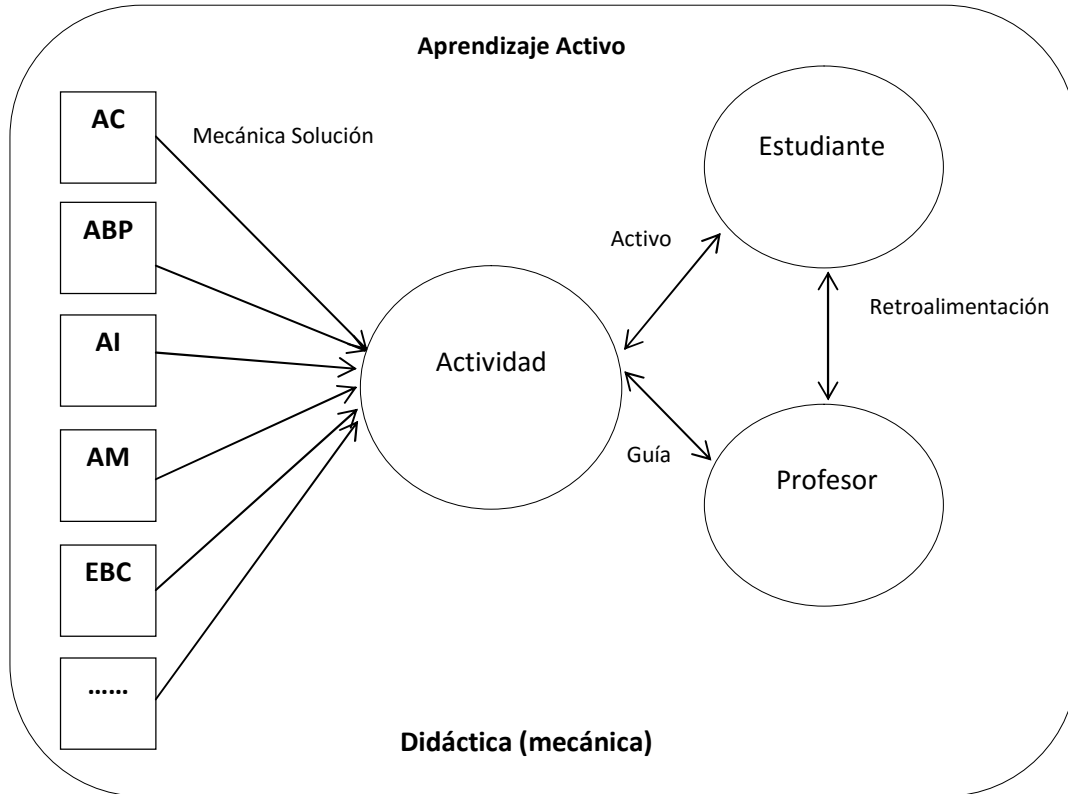 Aprendizaje Activo
AC
Mecánica Solución
Estudiante
ABP
Activo
Retroalimentación
AI
Actividad
AM
Guía
Profesor
EBC
......
Didáctica (mecánica)